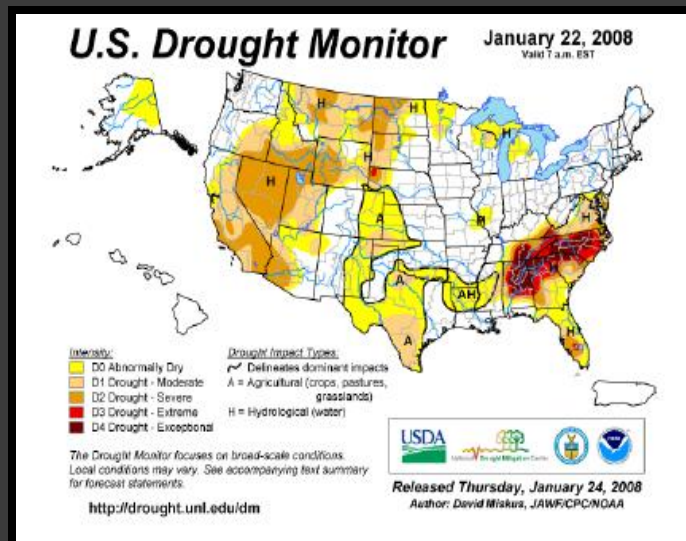 U.S. Drought Monitor
January 22, 2008
Valid 7 a.m. EST
H
H
H
H
H
A
H
H
A
AH
A
H
Intensity:
D0 Abnormally Dry
D1 Drought - Moderate
D2 Drought - Severe
D3 Drought - Extreme
D4 Drought - Exceptional
Drought Impact Types:
Delineates dominant impacts
A = Agricultural (crops, pastures,
grasslands)
H = Hydrological (water)
The Drought Monitor focuses on broad-scale conditions.
Local conditions may vary. See accompanying text summary
for forecast statements.
http://drought.unl.edu/dm
USDA
Drought Mitigation Center
Released Thursday, January 24, 2008
Author: David Miskus, JAWF/CPC/NOAA